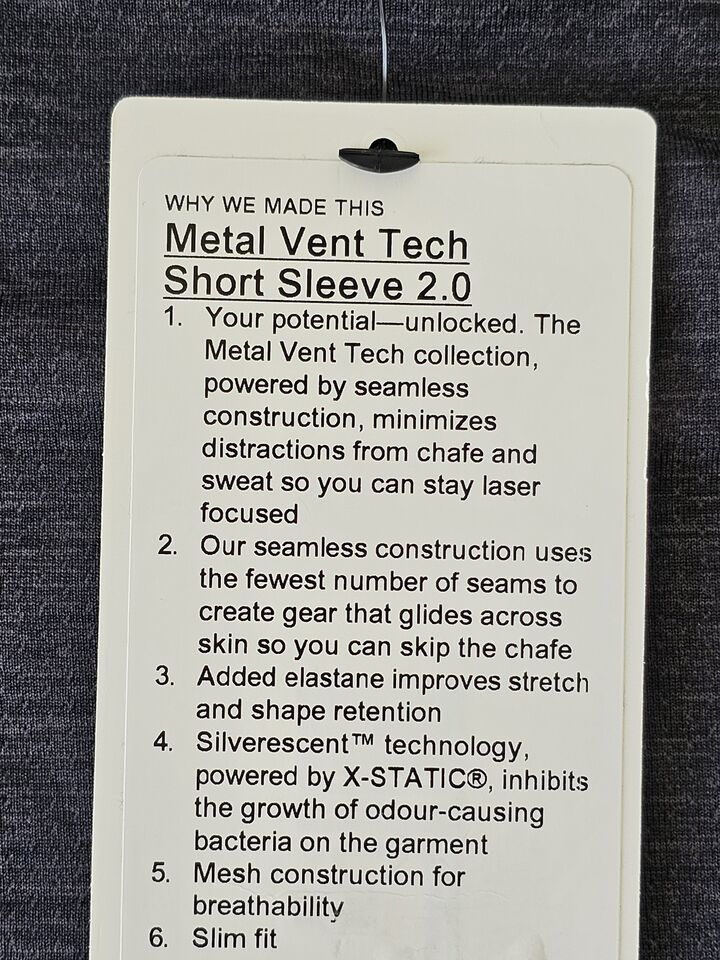 WHY WE MADE THIS
Metal Vent Tech
Short Sleeve 2.0
1. Your potential—unlocked. The
Metal Vent Tech collection,
powered by seamless
construction, minimizes
distractions from chafe and
sweat so you can stay laser
focused
2. Our seamless construction uses
the fewest number of seams to
create gear that glides across
skin so you can skip the chafe
3. Added elastane improves stretch
and shape retention
4. Silverescent™ technology,
powered by X-STATIC®, inhibits
the growth of odour-causing
bacteria on the garment
5. Mesh construction for
breathability
6. Slim fit